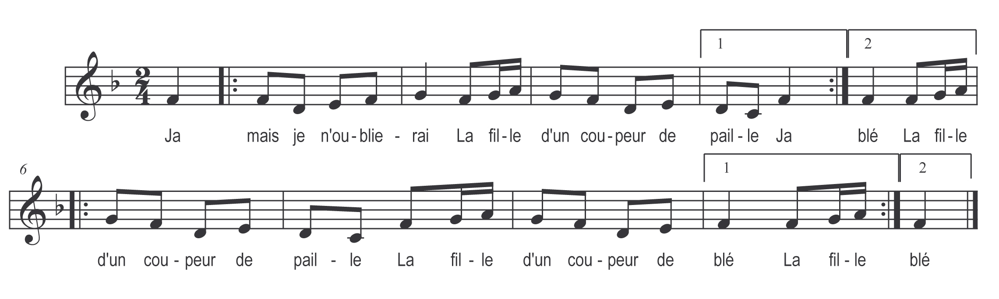 1 2
2
4
Ja mais je n'ou - blie - rai La fil - le d'un cou - peur de pail - le Ja blé La fil - le
1 2
6
d'un cou - peur de pail - le La fil - le d'un cou - peur de blé La fil - le blé